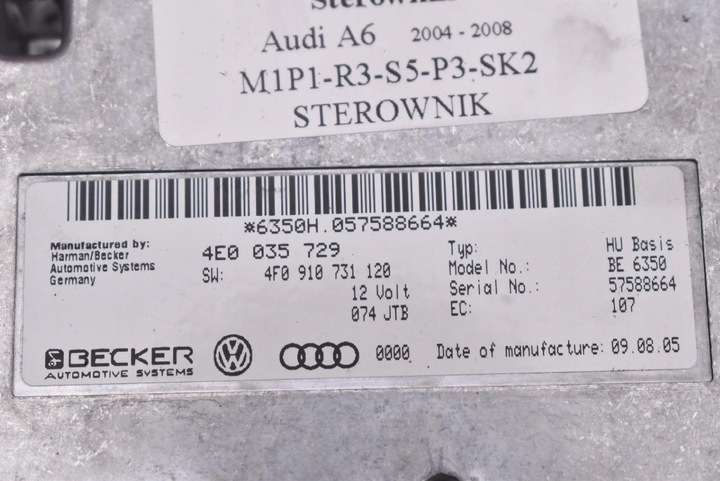 Sterownik
Audi A6 2004 - 2008
M1P1-R3-S5-P3-SK2
STEROWNIK
*6350H.057588664*
Manufactured by:
Harman/Becker
Automotive Systems
Germany
4E0 035 729
SW: 4F0 910 731 120
12 Volt
074 JTB
Typ: HU Basis
Model No.: BE 6350
Serial No.: 57588664
EC: 107
BECKER
AUTOMOTIVE SYSTEMS
0000 Date of manufacture: 09.08.05